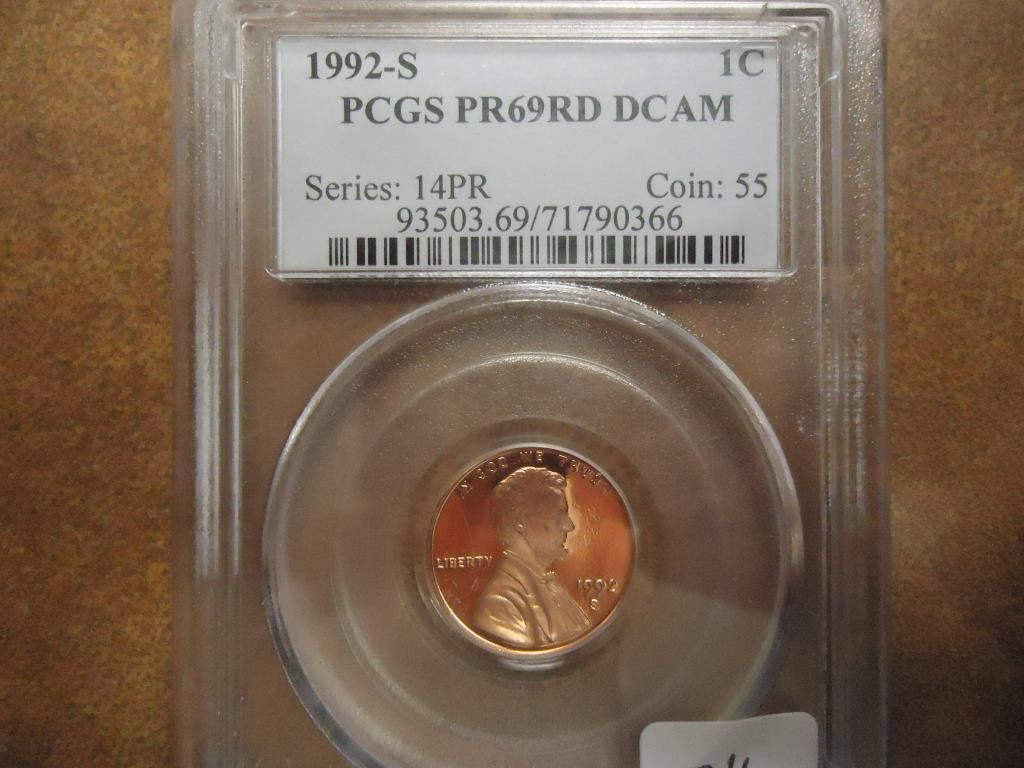 1992-S 1C
PCGS PR69RD DCAM
Series: 14PR Coin: 55
93503.69/71790366
IN GOD WE TRUST
LIBERTY
1992
S